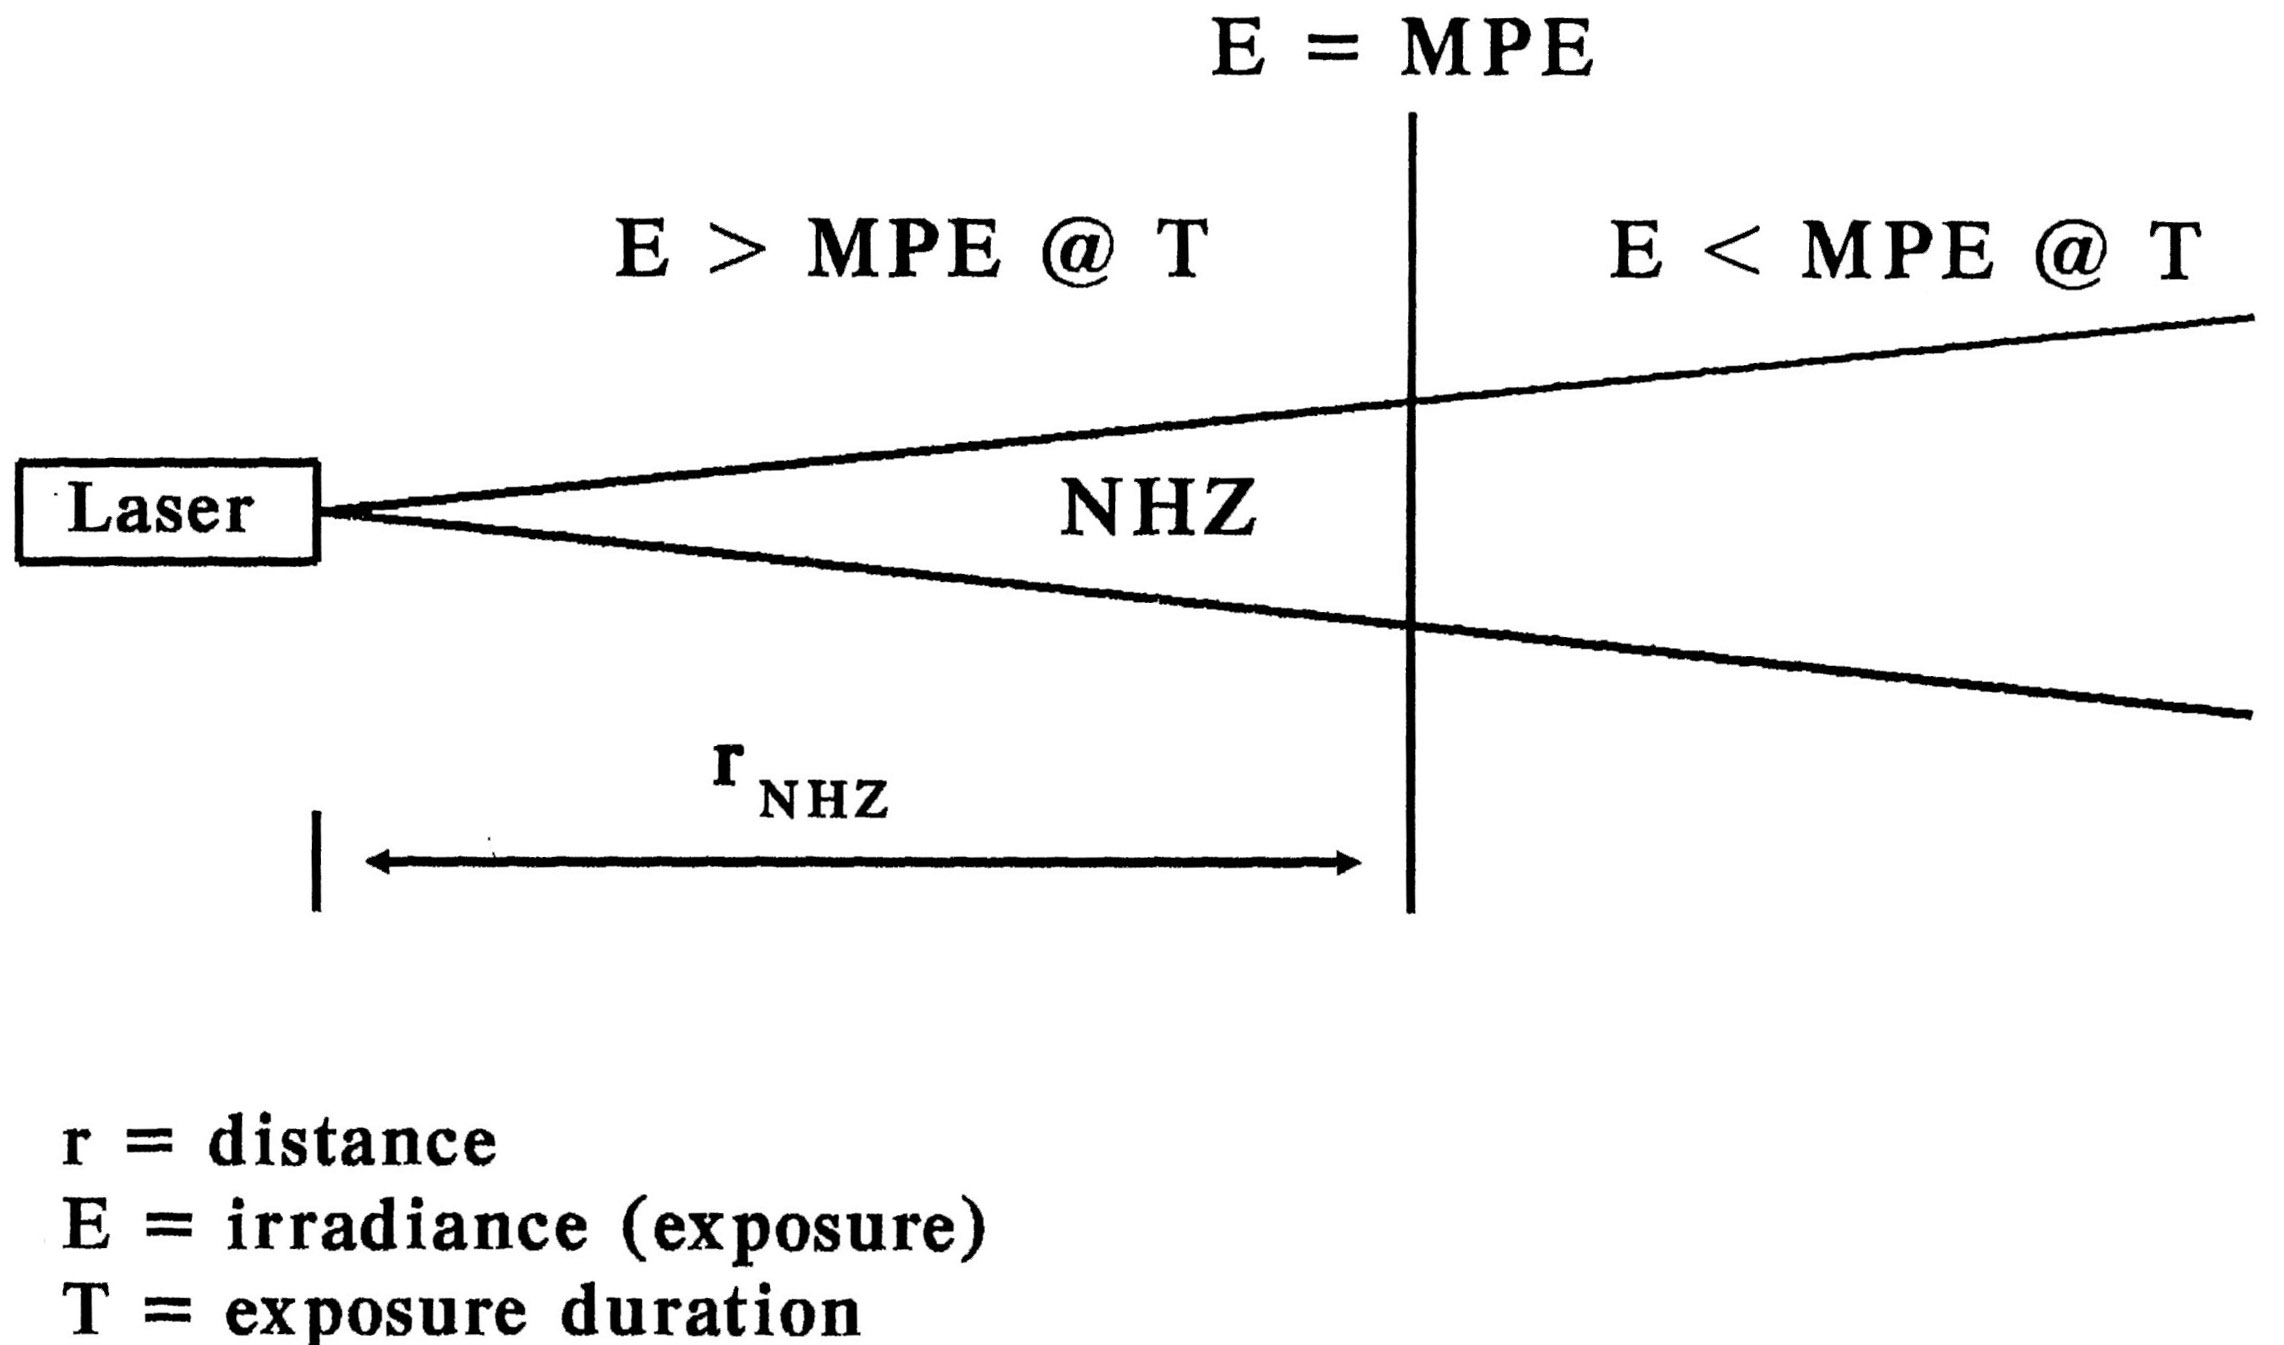 E = MPE
E > MPE @ T
E < MPE @ T
Laser
NHZ
r NHZ
r = distance
E = irradiance (exposure)
T = exposure duration